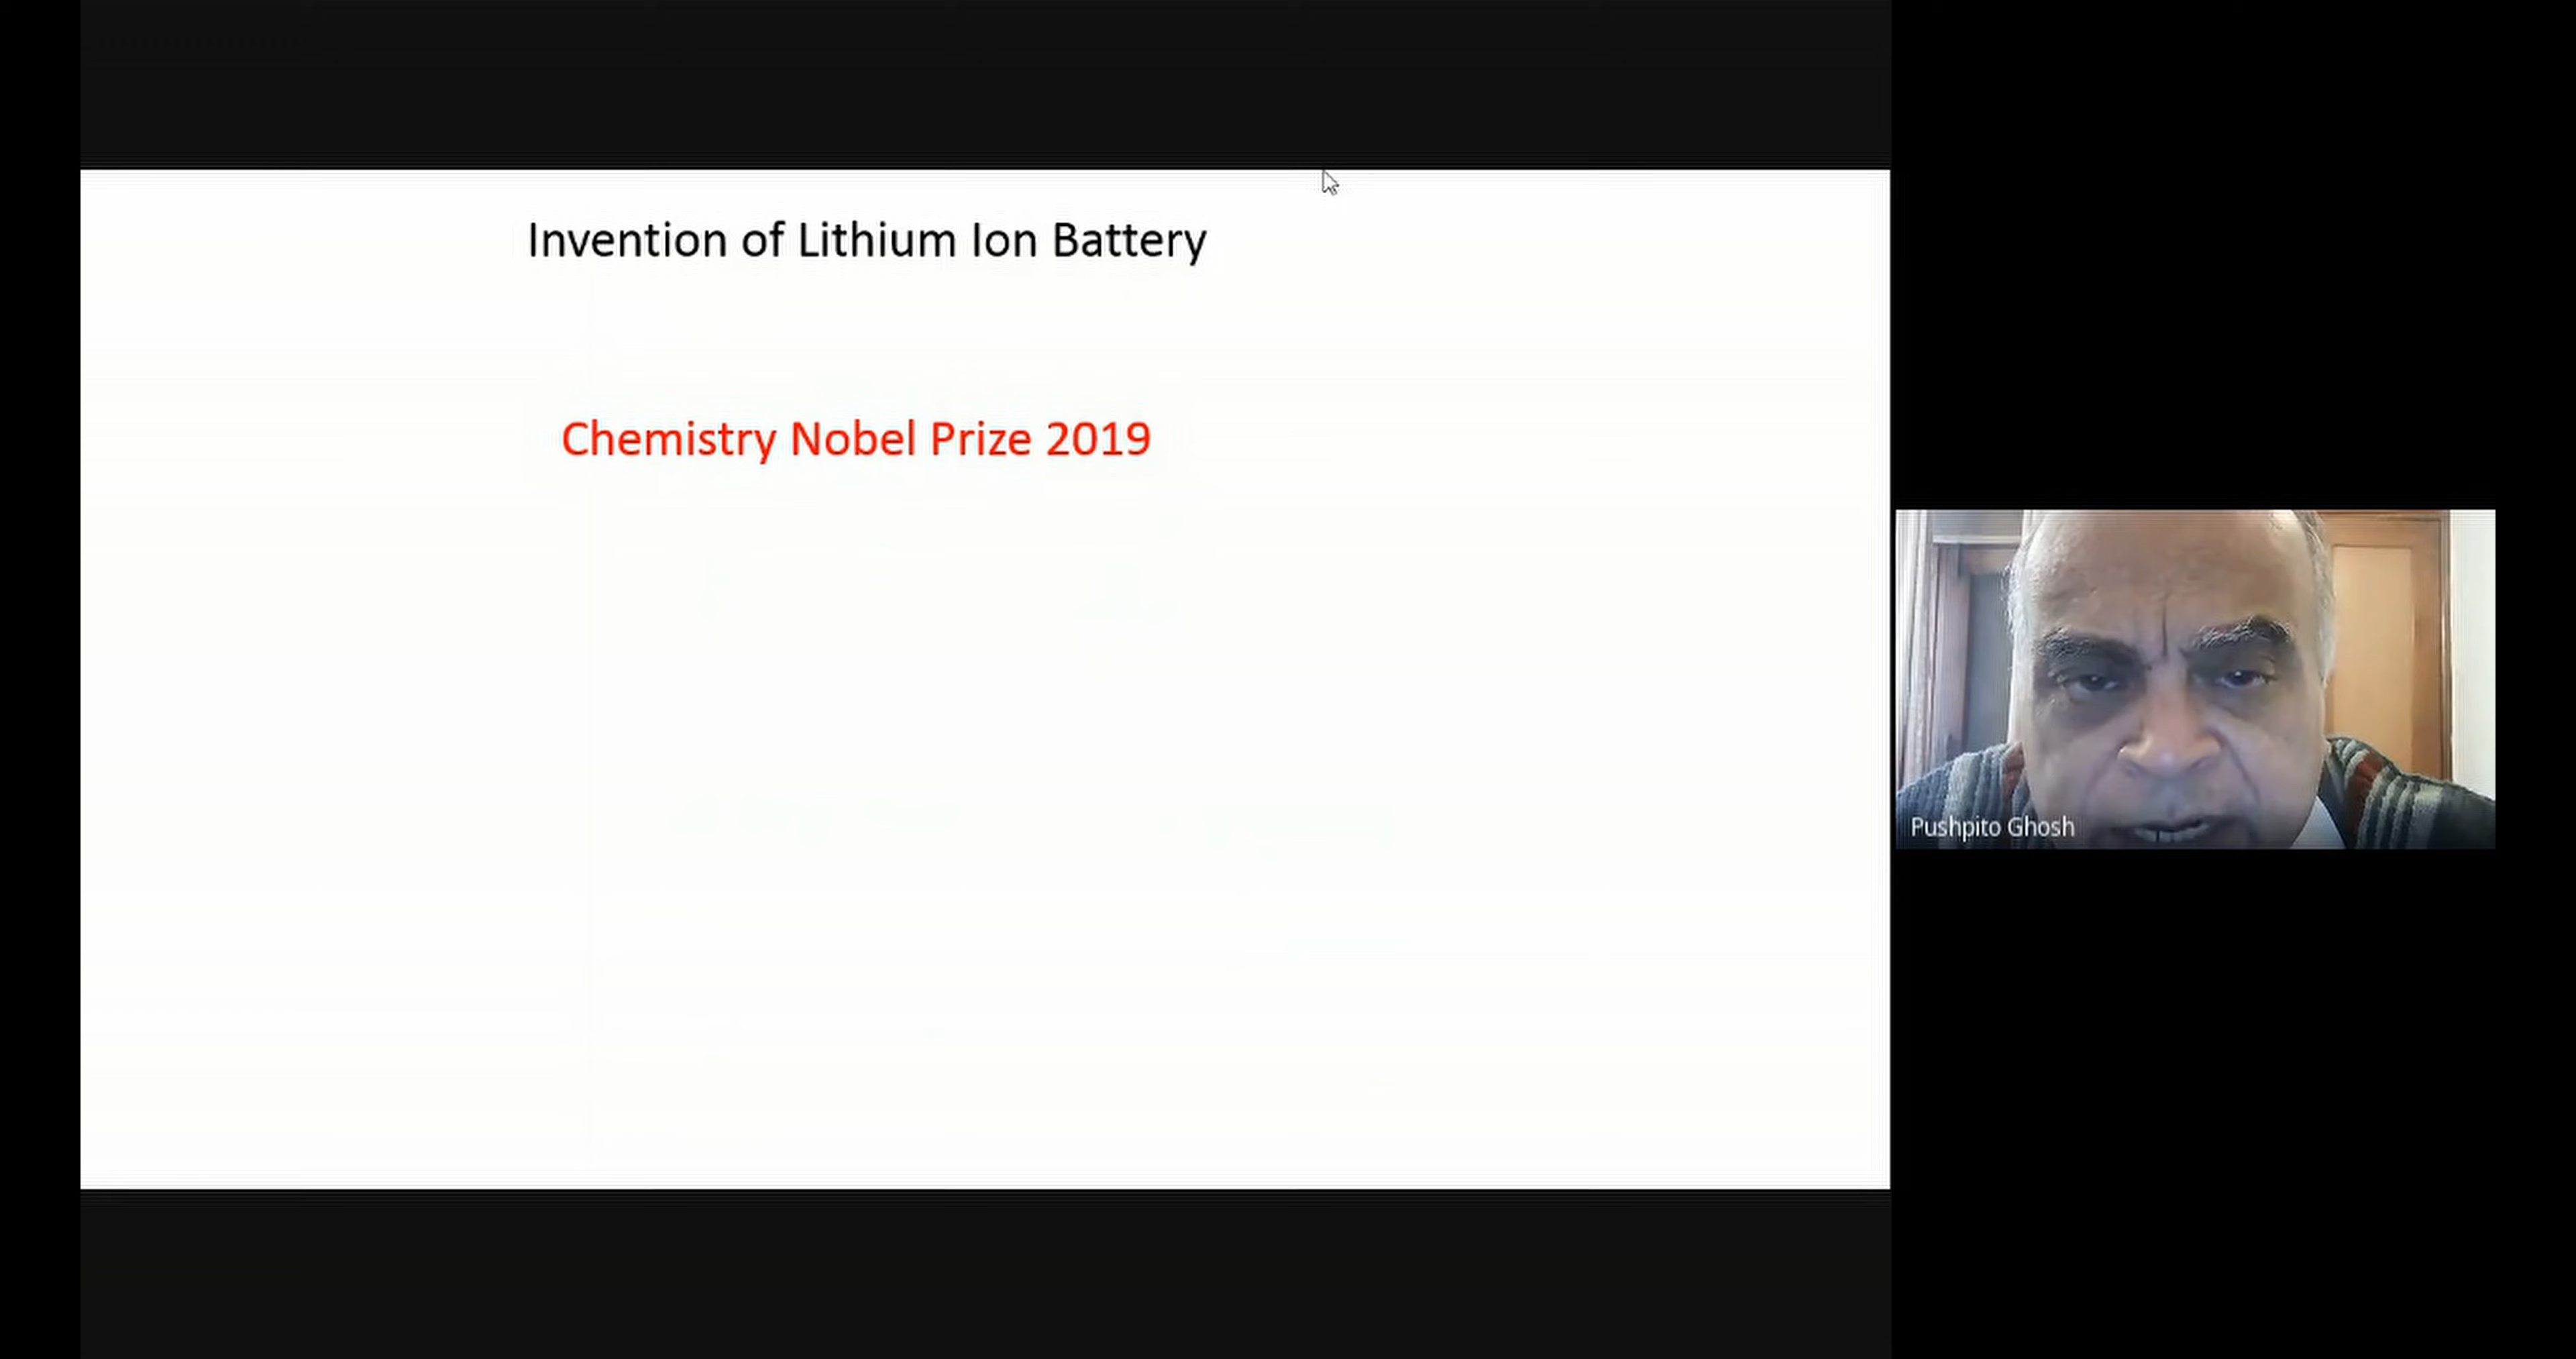 Invention of Lithium Ion Battery
Chemistry Nobel Prize 2019
Pushpito Ghosh